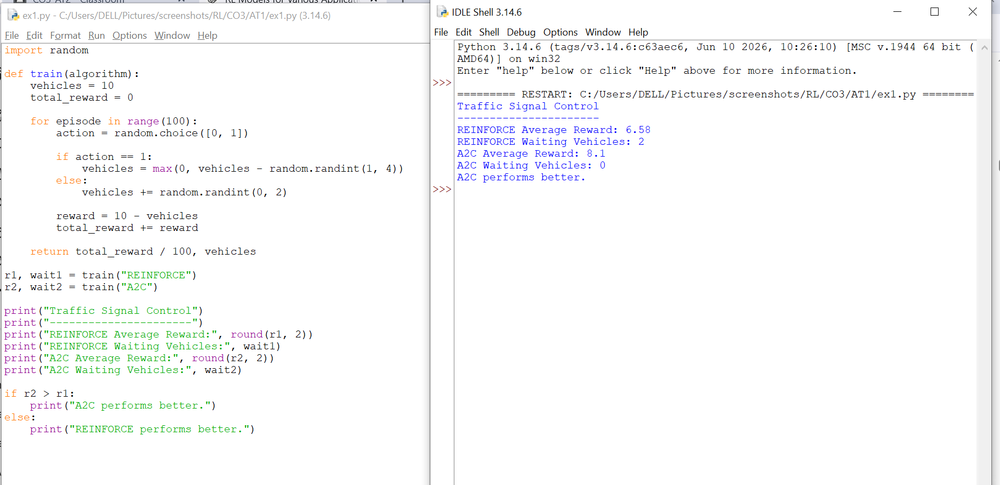 CO3-AT2 - Classroom
RL Models for Various Applicati
ex1.py - C:/Users/DELL/Pictures/screenshots/RL/CO3/AT1/ex1.py (3.14.6)
File Edit Format Run Options Window Help
import random
def train(algorithm):
    vehicles = 10
    total_reward = 0
    for episode in range(100):
        action = random.choice([0, 1])
        if action == 1:
            vehicles = max(0, vehicles - random.randint(1, 4))
        else:
            vehicles += random.randint(0, 2)
        reward = 10 - vehicles
        total_reward += reward
    return total_reward / 100, vehicles
r1, wait1 = train("REINFORCE")
r2, wait2 = train("A2C")
print("Traffic Signal Control")
print("----------------------")
print("REINFORCE Average Reward:", round(r1, 2))
print("REINFORCE Waiting Vehicles:", wait1)
print("A2C Average Reward:", round(r2, 2))
print("A2C Waiting Vehicles:", wait2)
if r2 > r1:
    print("A2C performs better.")
else:
    print("REINFORCE performs better.")
IDLE Shell 3.14.6
File Edit Shell Debug Options Window Help
Python 3.14.6 (tags/v3.14.6:c63aec6, Jun 10 2026, 10:26:10) [MSC v.1944 64 bit (
AMD64)] on win32
Enter "help" below or click "Help" above for more information.
>>>
========= RESTART: C:/Users/DELL/Pictures/screenshots/RL/CO3/AT1/ex1.py ========
Traffic Signal Control
----------------------
REINFORCE Average Reward: 6.58
REINFORCE Waiting Vehicles: 2
A2C Average Reward: 8.1
A2C Waiting Vehicles: 0
A2C performs better.
>>>